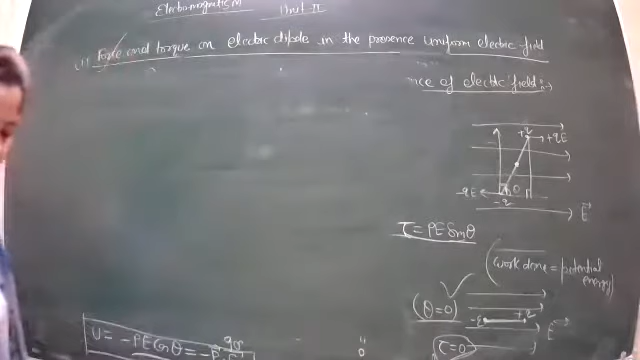 Electromagnetism Unit II
(1) Force and torque on electric dipole in the presence uniform electric field
nce of electric field :-
+q +qE
-qE θ
-q
E
τ = PE Sinθ
(work done = potential energy)
(θ=0)
-q +q E
τ=0
U = -PE Cosθ = -P